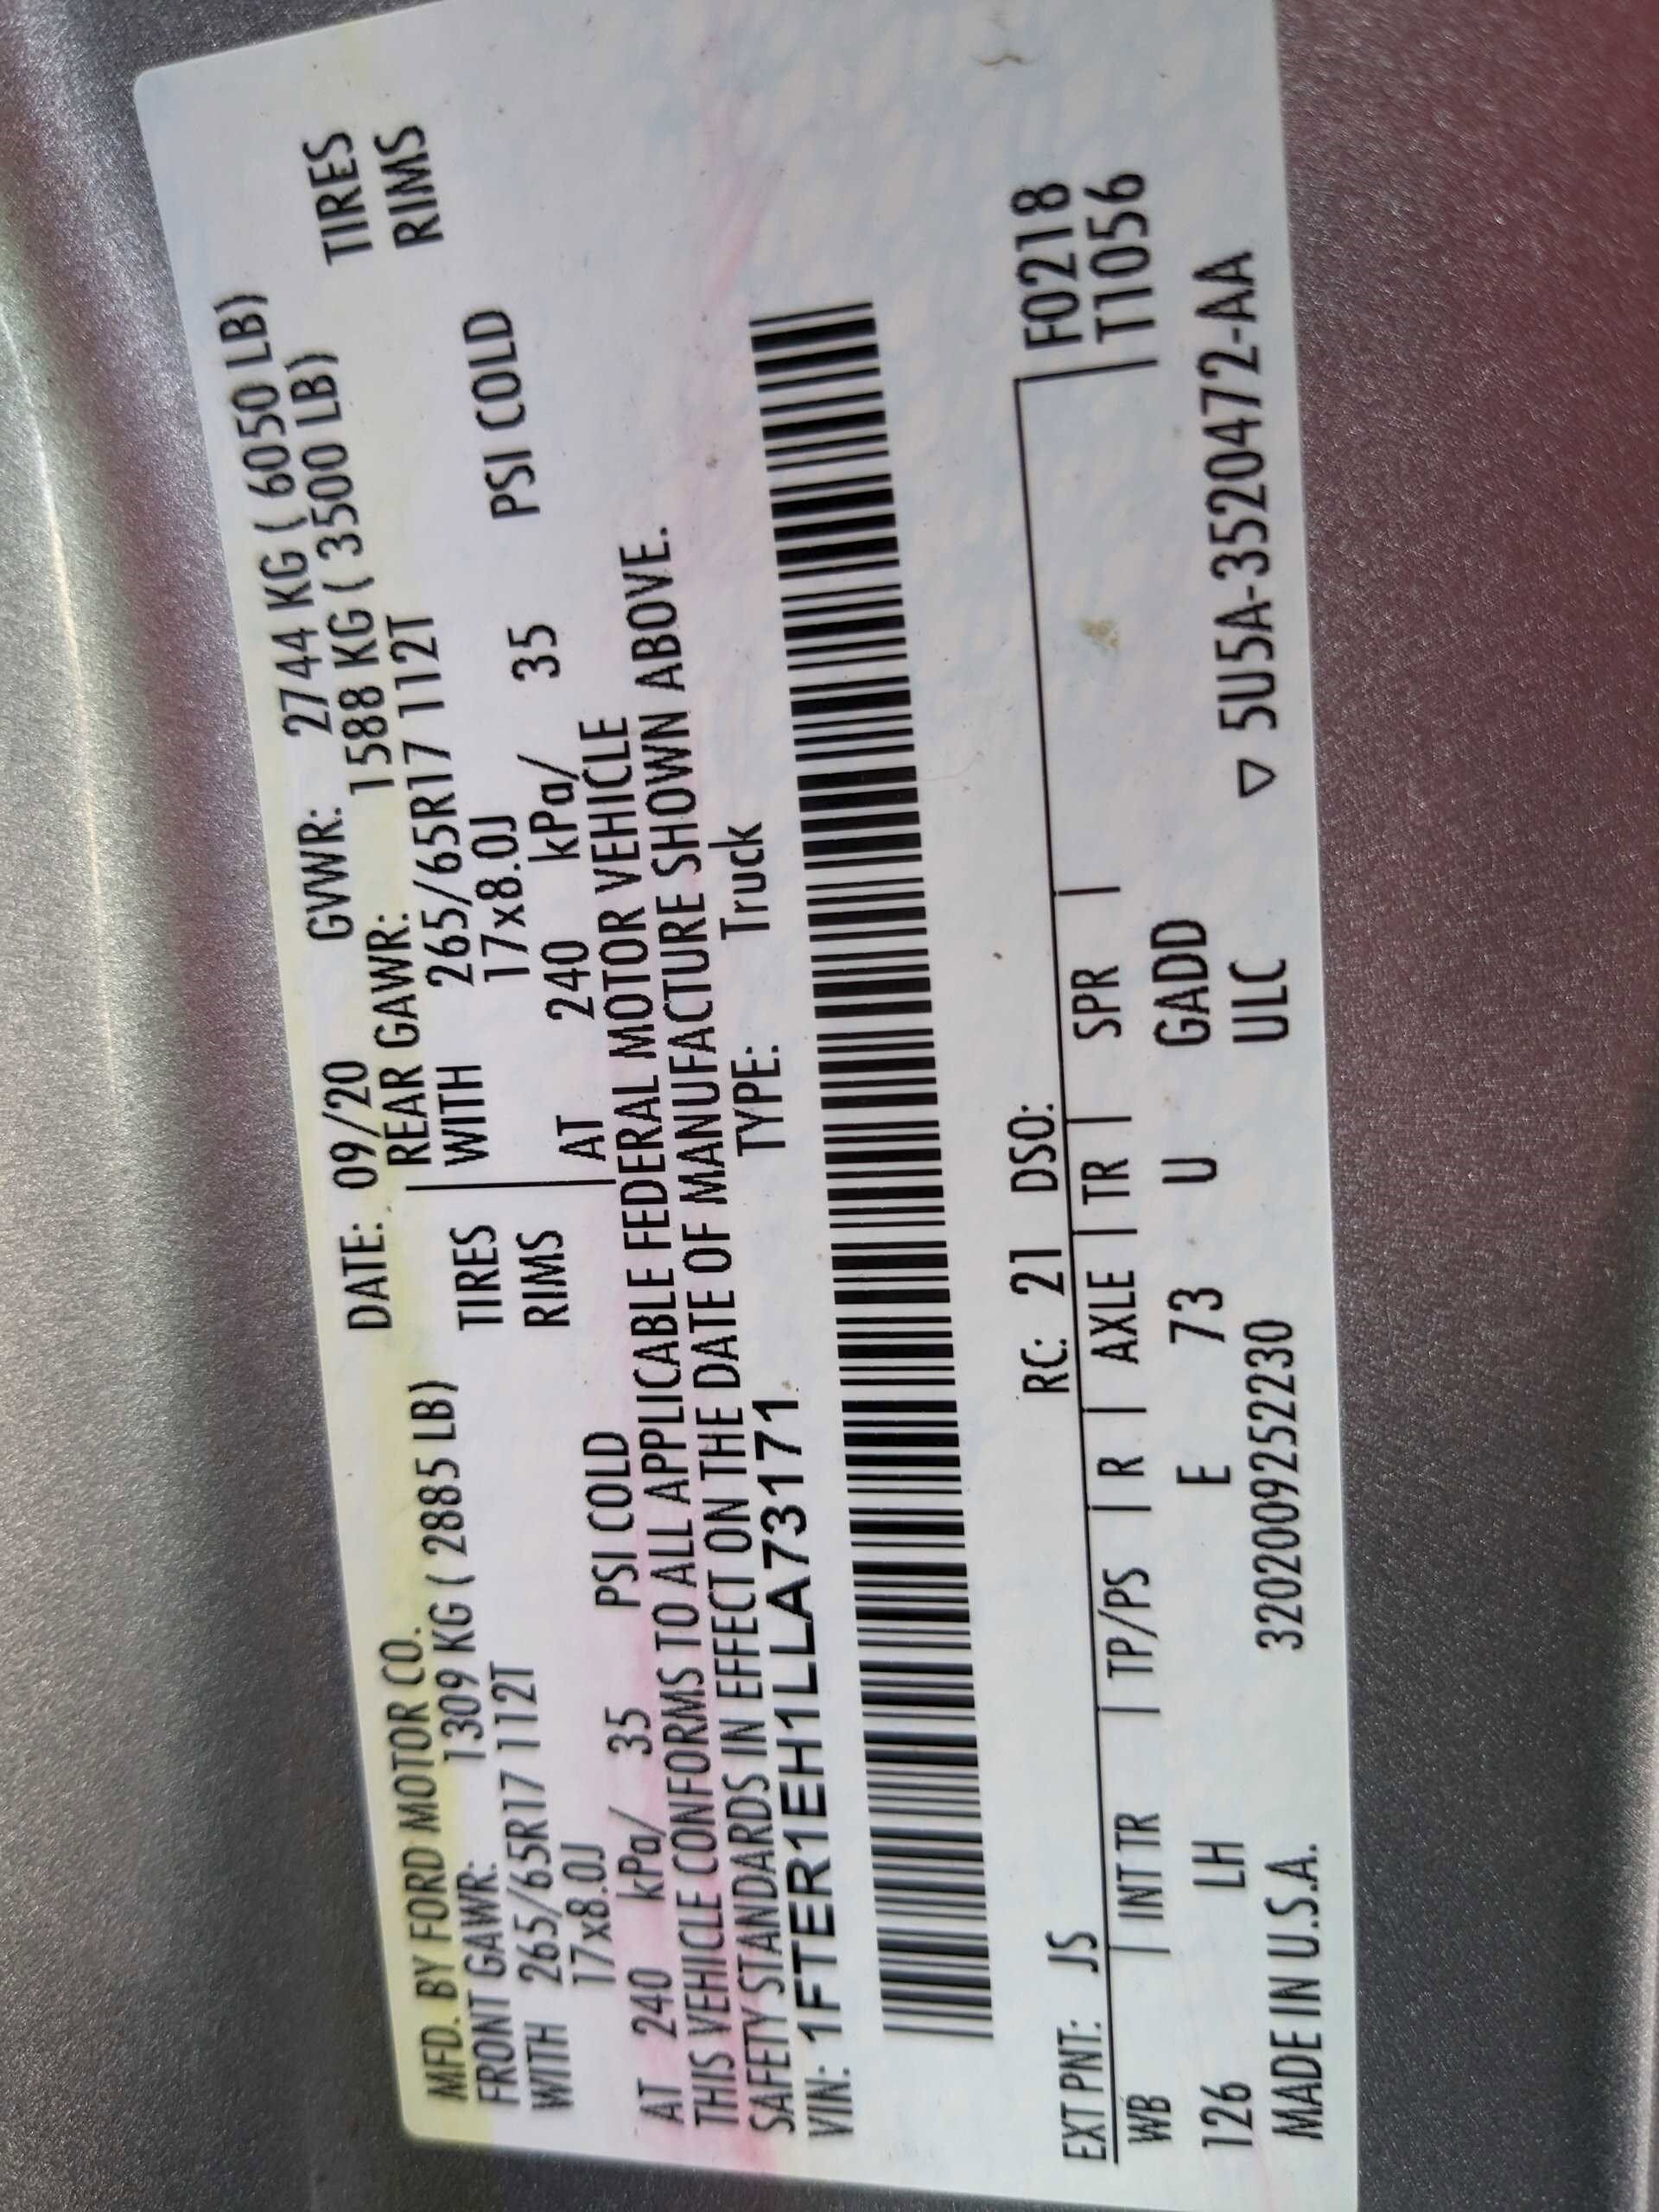 MFD. BY FORD MOTOR CO. DATE: 09/20 GVWR: 2744 KG ( 6050 LB)
FRONT GAWR: 1309 KG ( 2885 LB) REAR GAWR: 1588 KG ( 3500 LB)
WITH 265/65R17 112T TIRES WITH 265/65R17 112T TIRES
17x8.0J RIMS 17x8.0J RIMS
AT 240 kPa/ 35 PSI COLD AT 240 kPa/ 35 PSI COLD
THIS VEHICLE CONFORMS TO ALL APPLICABLE FEDERAL MOTOR VEHICLE
SAFETY STANDARDS IN EFFECT ON THE DATE OF MANUFACTURE SHOWN ABOVE.
VIN: 1FTER1EH1LLA73171 TYPE: Truck
EXT PNT: JS RC: 21 DSO: F0218
WB | INT TR | TP/PS | R | AXLE | TR | SPR | T1056
126 LH E 73 U GADD
MADE IN U.S.A. 32020092522230 ULC ▽ 5U5A-3520472-AA